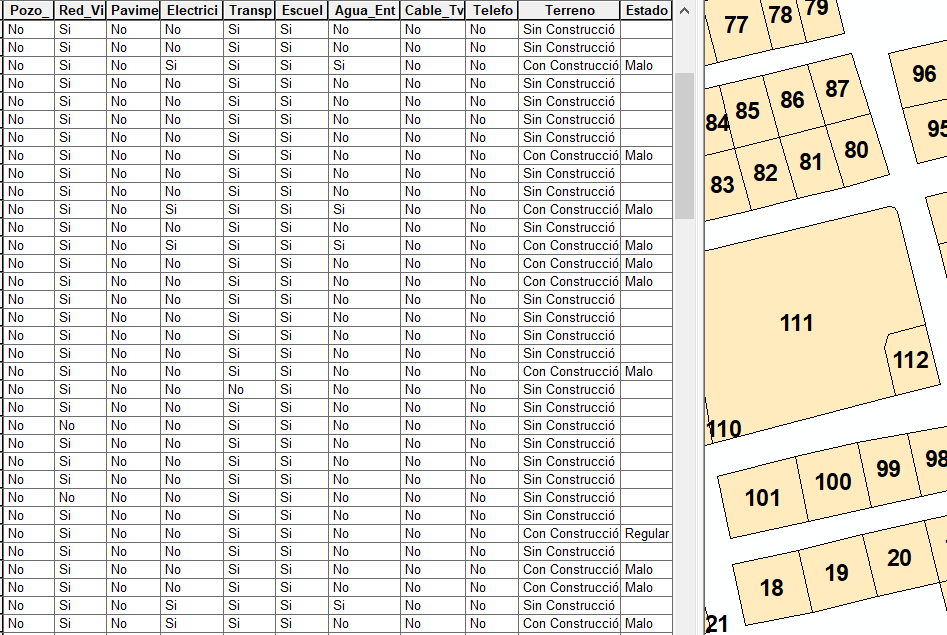 Pozo_ Red_Vi Pavime Electrici Transp Escuel Agua_Ent Cable_Tv Telefo Terreno Estado
No Si No No Si Si No No No Sin Construcció
No Si No No Si Si No No No Sin Construcció
No Si No Si Si Si Si No No Con Construcció Malo
No Si No No Si Si No No No Sin Construcció
No Si No No Si Si No No No Sin Construcció
No Si No No Si Si No No No Sin Construcció
No Si No No Si Si No No No Sin Construcció
No Si No No Si Si No No No Con Construcció Malo
No Si No No Si Si No No No Sin Construcció
No Si No No Si Si No No No Sin Construcció
No Si No Si Si Si Si No No Con Construcció Malo
No Si No No Si Si No No No Sin Construcció
No Si No Si Si Si Si No No Con Construcció Malo
No Si No No Si Si No No No Con Construcció Malo
No Si No No Si Si No No No Con Construcció Malo
No Si No No Si Si No No No Sin Construcció
No Si No No Si Si No No No Sin Construcció
No Si No No Si Si No No No Sin Construcció
No Si No No Si Si No No No Sin Construcció
No Si No No Si Si No No No Con Construcció Malo
No Si No No No Si No No No Sin Construcció
No Si No No Si Si No No No Sin Construcció
No No No No Si Si No No No Sin Construcció
No Si No No Si Si No No No Sin Construcció
No Si No No Si Si No No No Sin Construcció
No Si No No Si Si No No No Sin Construcció
No No No No Si Si No No No Sin Construcció
No Si No No Si Si No No No Sin Construcció
No Si No No Si Si No No No Con Construcció Regular
No Si No No Si Si No No No Sin Construcció
No Si No No Si Si No No No Con Construcció Malo
No Si No No Si Si No No No Con Construcció Malo
No Si No Si Si Si Si No No Sin Construcció
No Si No Si Si Si Si No No Con Construcció Malo
77 78 79
96
84 85 86 87
95
83 82 81 80
111
112
110
101 100 99 98
18 19 20
21